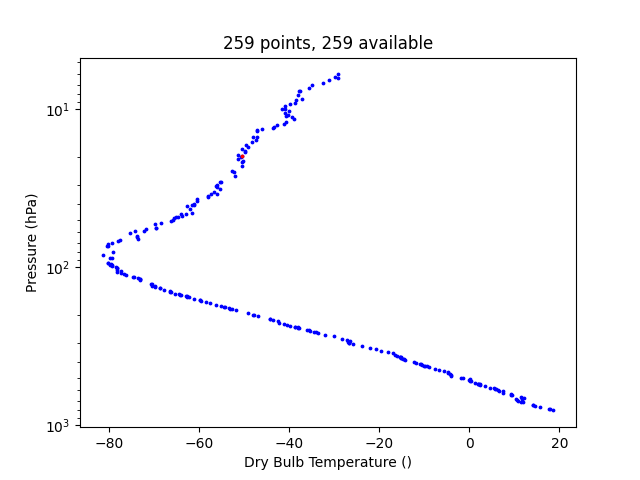 259 points, 259 available
10¹
10²
10³
Pressure (hPa)
−80 −60 −40 −20 0 20
Dry Bulb Temperature ()